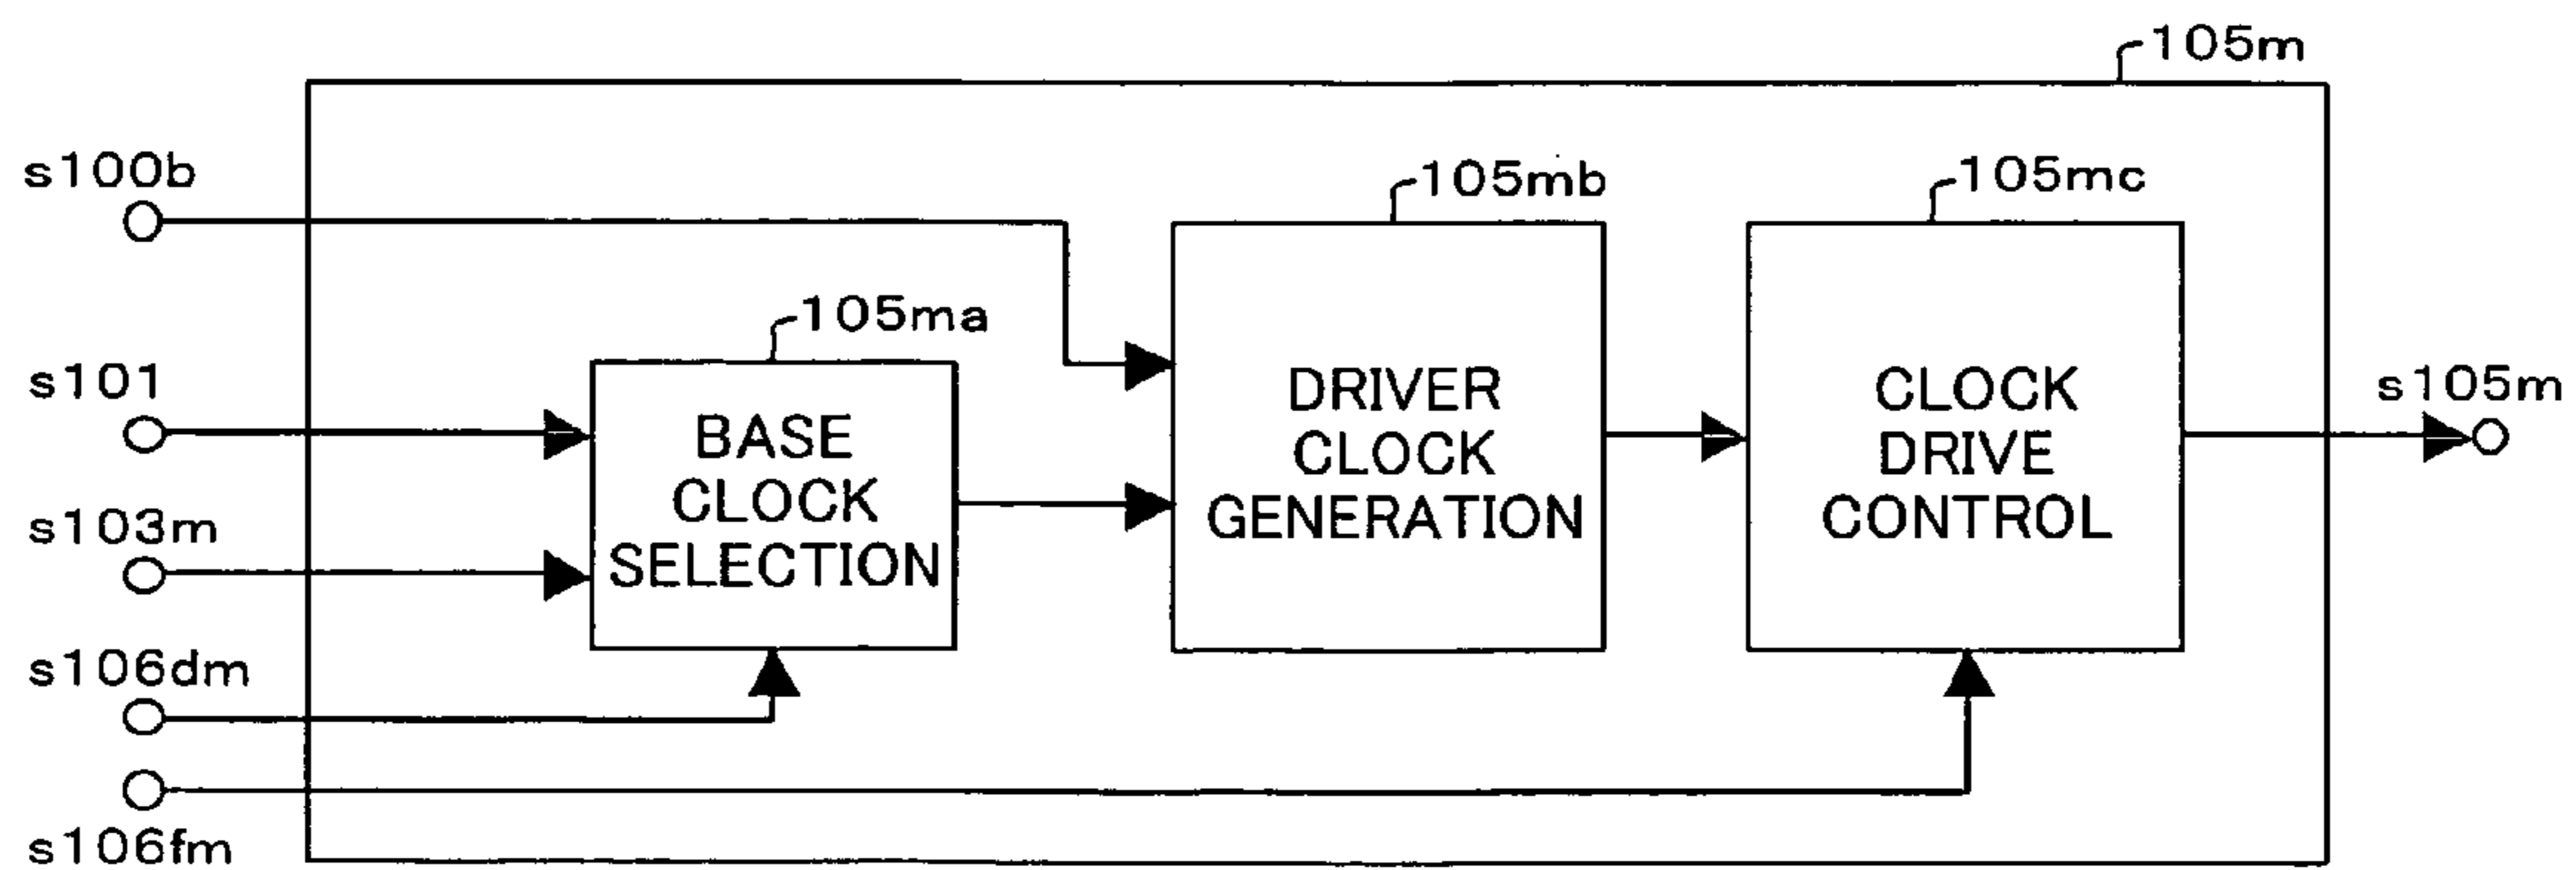 105m
s100b
105mb
105mc
105ma
s101
s103m
s106dm
s106fm
BASE
CLOCK
SELECTION
DRIVER
CLOCK
GENERATION
CLOCK
DRIVE
CONTROL
s105m